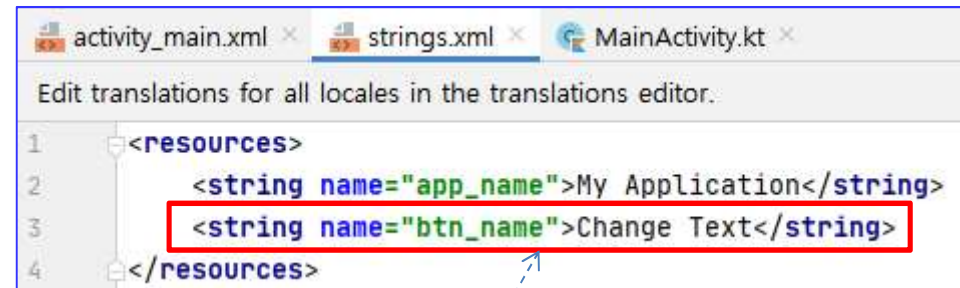 activity_main.xml × strings.xml × MainActivity.kt ×
Edit translations for all locales in the translations editor.
1 <resources>
2 <string name="app_name">My Application</string>
3 <string name="btn_name">Change Text</string>
4 </resources>